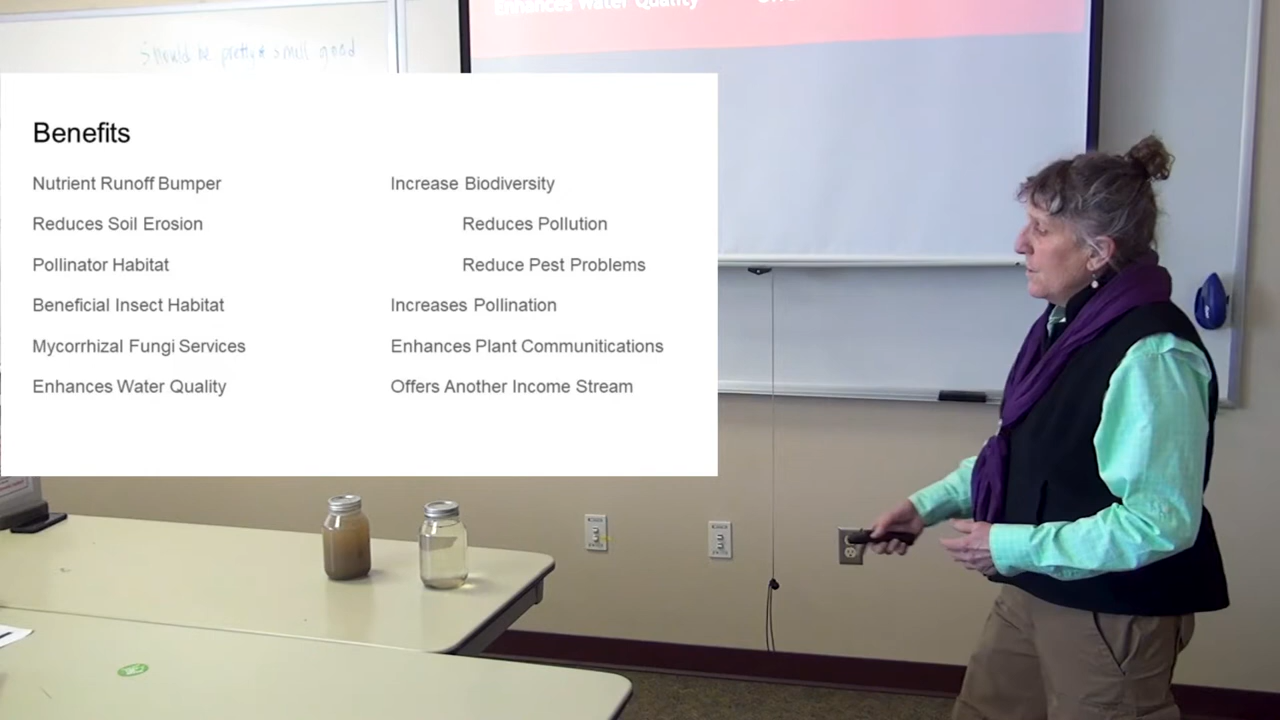 Enhances Water Quality
Should be pretty & smell good
Benefits
Nutrient Runoff Bumper
Increase Biodiversity
Reduces Soil Erosion
Reduces Pollution
Pollinator Habitat
Reduce Pest Problems
Beneficial Insect Habitat
Increases Pollination
Mycorrhizal Fungi Services
Enhances Plant Communitications
Enhances Water Quality
Offers Another Income Stream